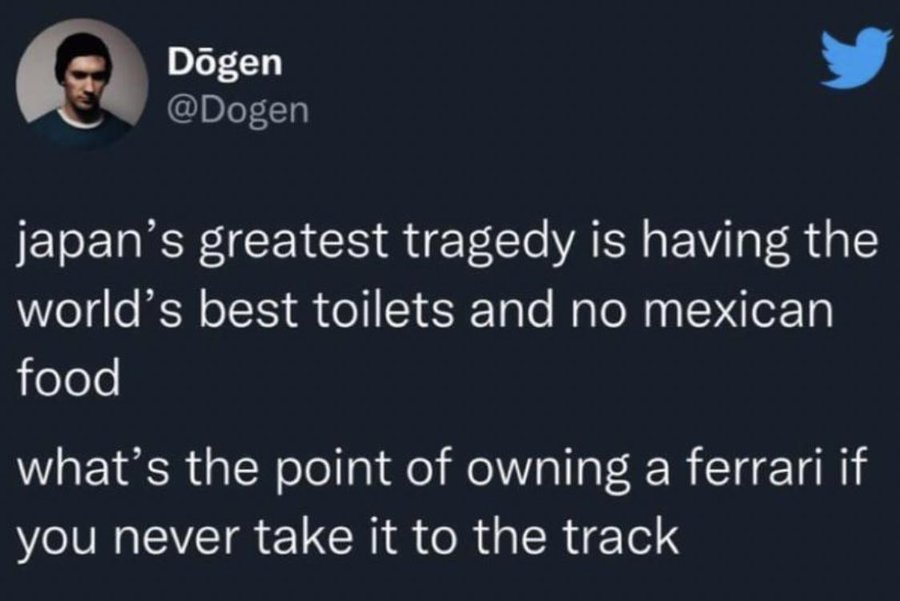 Dōgen
@Dogen
japan’s greatest tragedy is having the
world’s best toilets and no mexican
food
what’s the point of owning a ferrari if
you never take it to the track